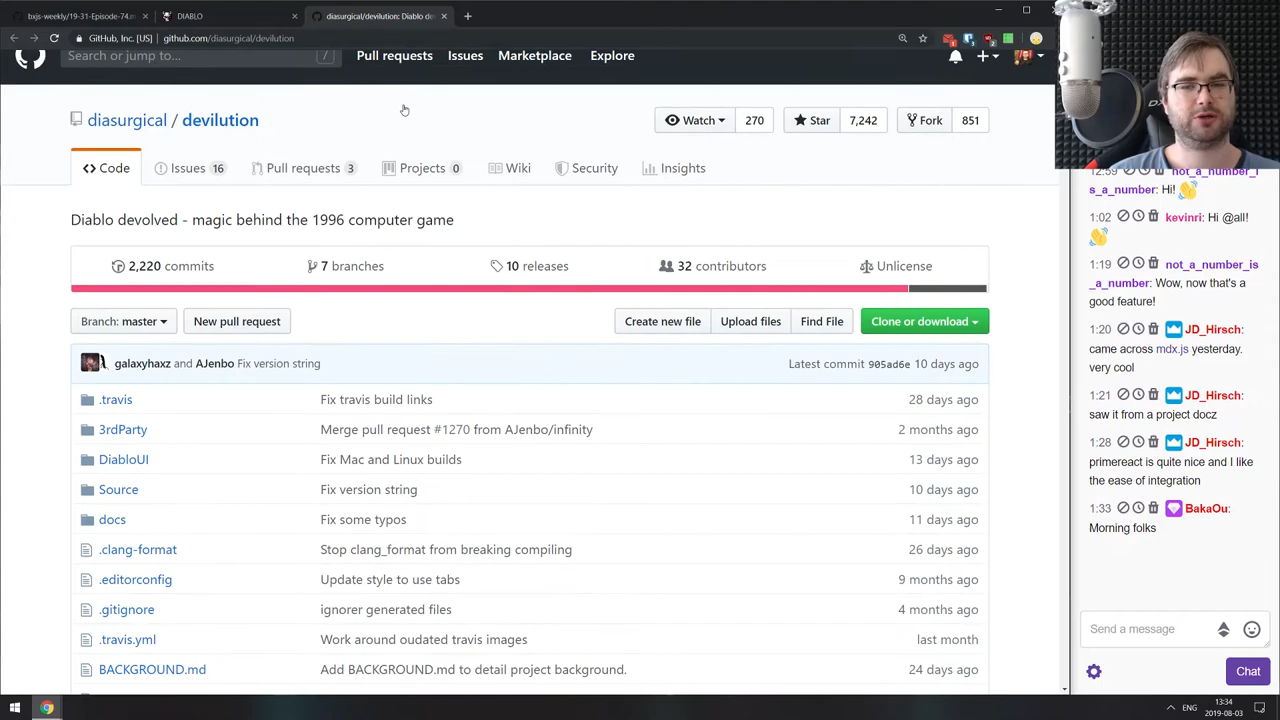 bxjs-weekly/19-31-Episode-74.m
DIABLO
diasurgical/devilution: Diablo de
GitHub, Inc. [US]
github.com/diasurgical/devilution
Search or jump to...
/
Pull requests
Issues
Marketplace
Explore
diasurgical / devilution
Watch
270
Star
7,242
Fork
851
Code
Issues
16
Pull requests
3
Projects
0
Wiki
Security
Insights
Diablo devolved - magic behind the 1996 computer game
2,220 commits
7 branches
10 releases
32 contributors
Unlicense
Branch: master
New pull request
Create new file
Upload files
Find File
Clone or download
galaxyhaxz and AJenbo Fix version string
Latest commit 905ad6e 10 days ago
.travis
Fix travis build links
28 days ago
3rdParty
Merge pull request #1270 from AJenbo/infinity
2 months ago
DiabloUI
Fix Mac and Linux builds
13 days ago
Source
Fix version string
10 days ago
docs
Fix some typos
11 days ago
.clang-format
Stop clang_format from breaking compiling
26 days ago
.editorconfig
Update style to use tabs
9 months ago
.gitignore
ignorer generated files
4 months ago
.travis.yml
Work around oudated travis images
last month
BACKGROUND.md
Add BACKGROUND.md to detail project background.
24 days ago
12:59 not_a_number_i
s_a_number: Hi!
1:02 kevinri: Hi @all!
1:19 not_a_number_is
_a_number: Wow, now that's a
good feature!
1:20 JD_Hirsch:
came across mdx.js yesterday.
very cool
1:21 JD_Hirsch:
saw it from a project docz
1:28 JD_Hirsch:
primereact is quite nice and I like
the ease of integration
1:33 BakaOu:
Morning folks
Send a message
Chat
ENG
13:34
2019-08-03